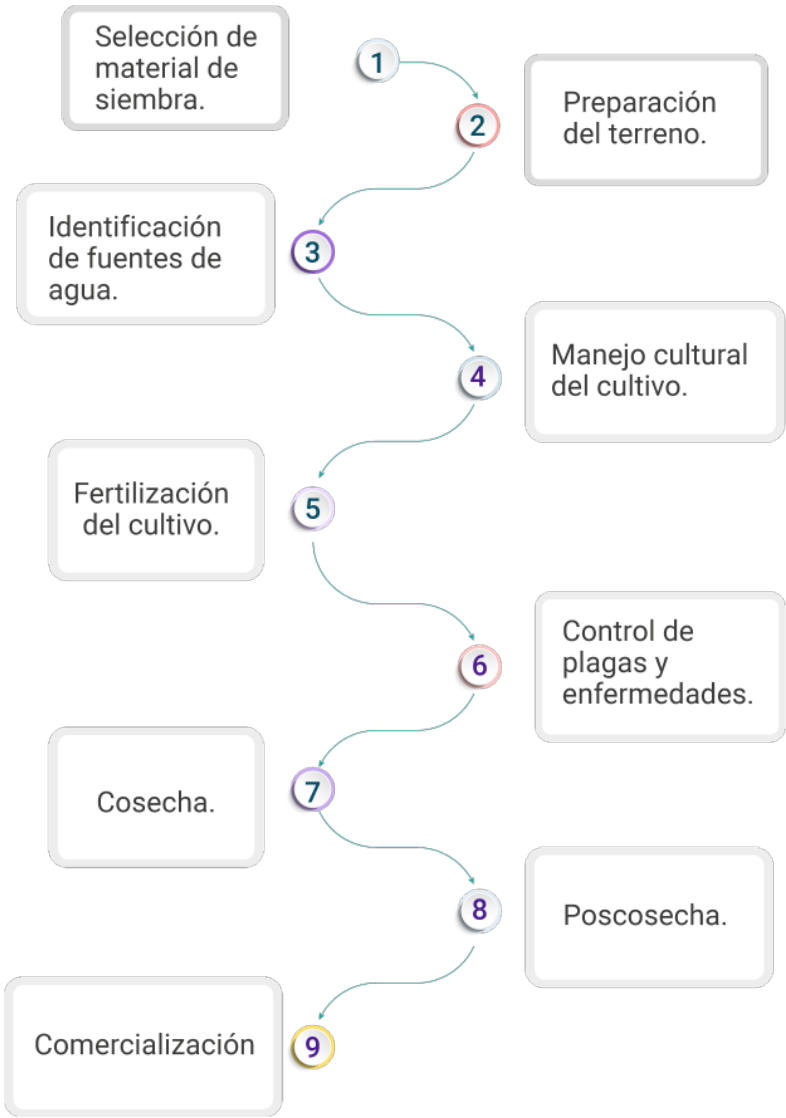 Selección de
material de
siembra.
1
2
Preparación
del terreno.
Identificación
de fuentes de
agua.
3
4
Manejo cultural
del cultivo.
Fertilización
del cultivo.
5
6
Control de
plagas y
enfermedades.
Cosecha.
7
8
Poscosecha.
Comercialización
9